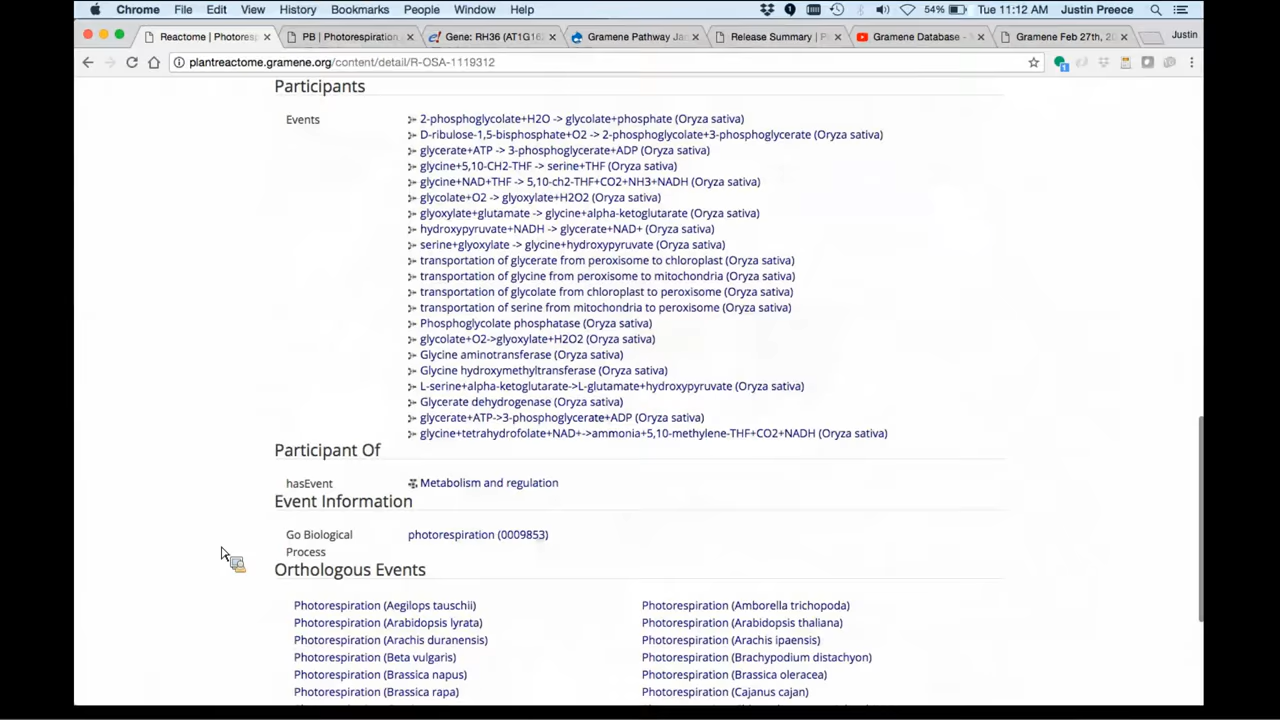 Chrome File Edit View History Bookmarks People Window Help 54% Tue 11:12 AM Justin Preece
Reactome | Photores PB | Photorespiration Gene: RH36 (AT1G16 Gramene Pathway Ja Release Summary | Pl Gramene Database - Gramene Feb 27th, 20 Justin
plantreactome.gramene.org/content/detail/R-OSA-1119312
Participants
Events
2-phosphoglycolate+H2O -> glycolate+phosphate (Oryza sativa)
D-ribulose-1,5-bisphosphate+O2 -> 2-phosphoglycolate+3-phosphoglycerate (Oryza sativa)
glycerate+ATP -> 3-phosphoglycerate+ADP (Oryza sativa)
glycine+5,10-CH2-THF -> serine+THF (Oryza sativa)
glycine+NAD+THF -> 5,10-ch2-THF+CO2+NH3+NADH (Oryza sativa)
glycolate+O2 -> glyoxylate+H2O2 (Oryza sativa)
glyoxylate+glutamate -> glycine+alpha-ketoglutarate (Oryza sativa)
hydroxypyruvate+NADH -> glycerate+NAD+ (Oryza sativa)
serine+glyoxylate -> glycine+hydroxypyruvate (Oryza sativa)
transportation of glycerate from peroxisome to chloroplast (Oryza sativa)
transportation of glycine from peroxisome to mitochondria (Oryza sativa)
transportation of glycolate from chloroplast to peroxisome (Oryza sativa)
transportation of serine from mitochondria to peroxisome (Oryza sativa)
Phosphoglycolate phosphatase (Oryza sativa)
glycolate+O2->glyoxylate+H2O2 (Oryza sativa)
Glycine aminotransferase (Oryza sativa)
Glycine hydroxymethyltransferase (Oryza sativa)
L-serine+alpha-ketoglutarate->L-glutamate+hydroxypyruvate (Oryza sativa)
Glycerate dehydrogenase (Oryza sativa)
glycerate+ATP->3-phosphoglycerate+ADP (Oryza sativa)
glycine+tetrahydrofolate+NAD+->ammonia+5,10-methylene-THF+CO2+NADH (Oryza sativa)
Participant Of
hasEvent Metabolism and regulation
Event Information
Go Biological photorespiration (0009853)
Process
Orthologous Events
Photorespiration (Aegilops tauschii) Photorespiration (Amborella trichopoda)
Photorespiration (Arabidopsis lyrata) Photorespiration (Arabidopsis thaliana)
Photorespiration (Arachis duranensis) Photorespiration (Arachis ipaensis)
Photorespiration (Beta vulgaris) Photorespiration (Brachypodium distachyon)
Photorespiration (Brassica napus) Photorespiration (Brassica oleracea)
Photorespiration (Brassica rapa) Photorespiration (Cajanus cajan)